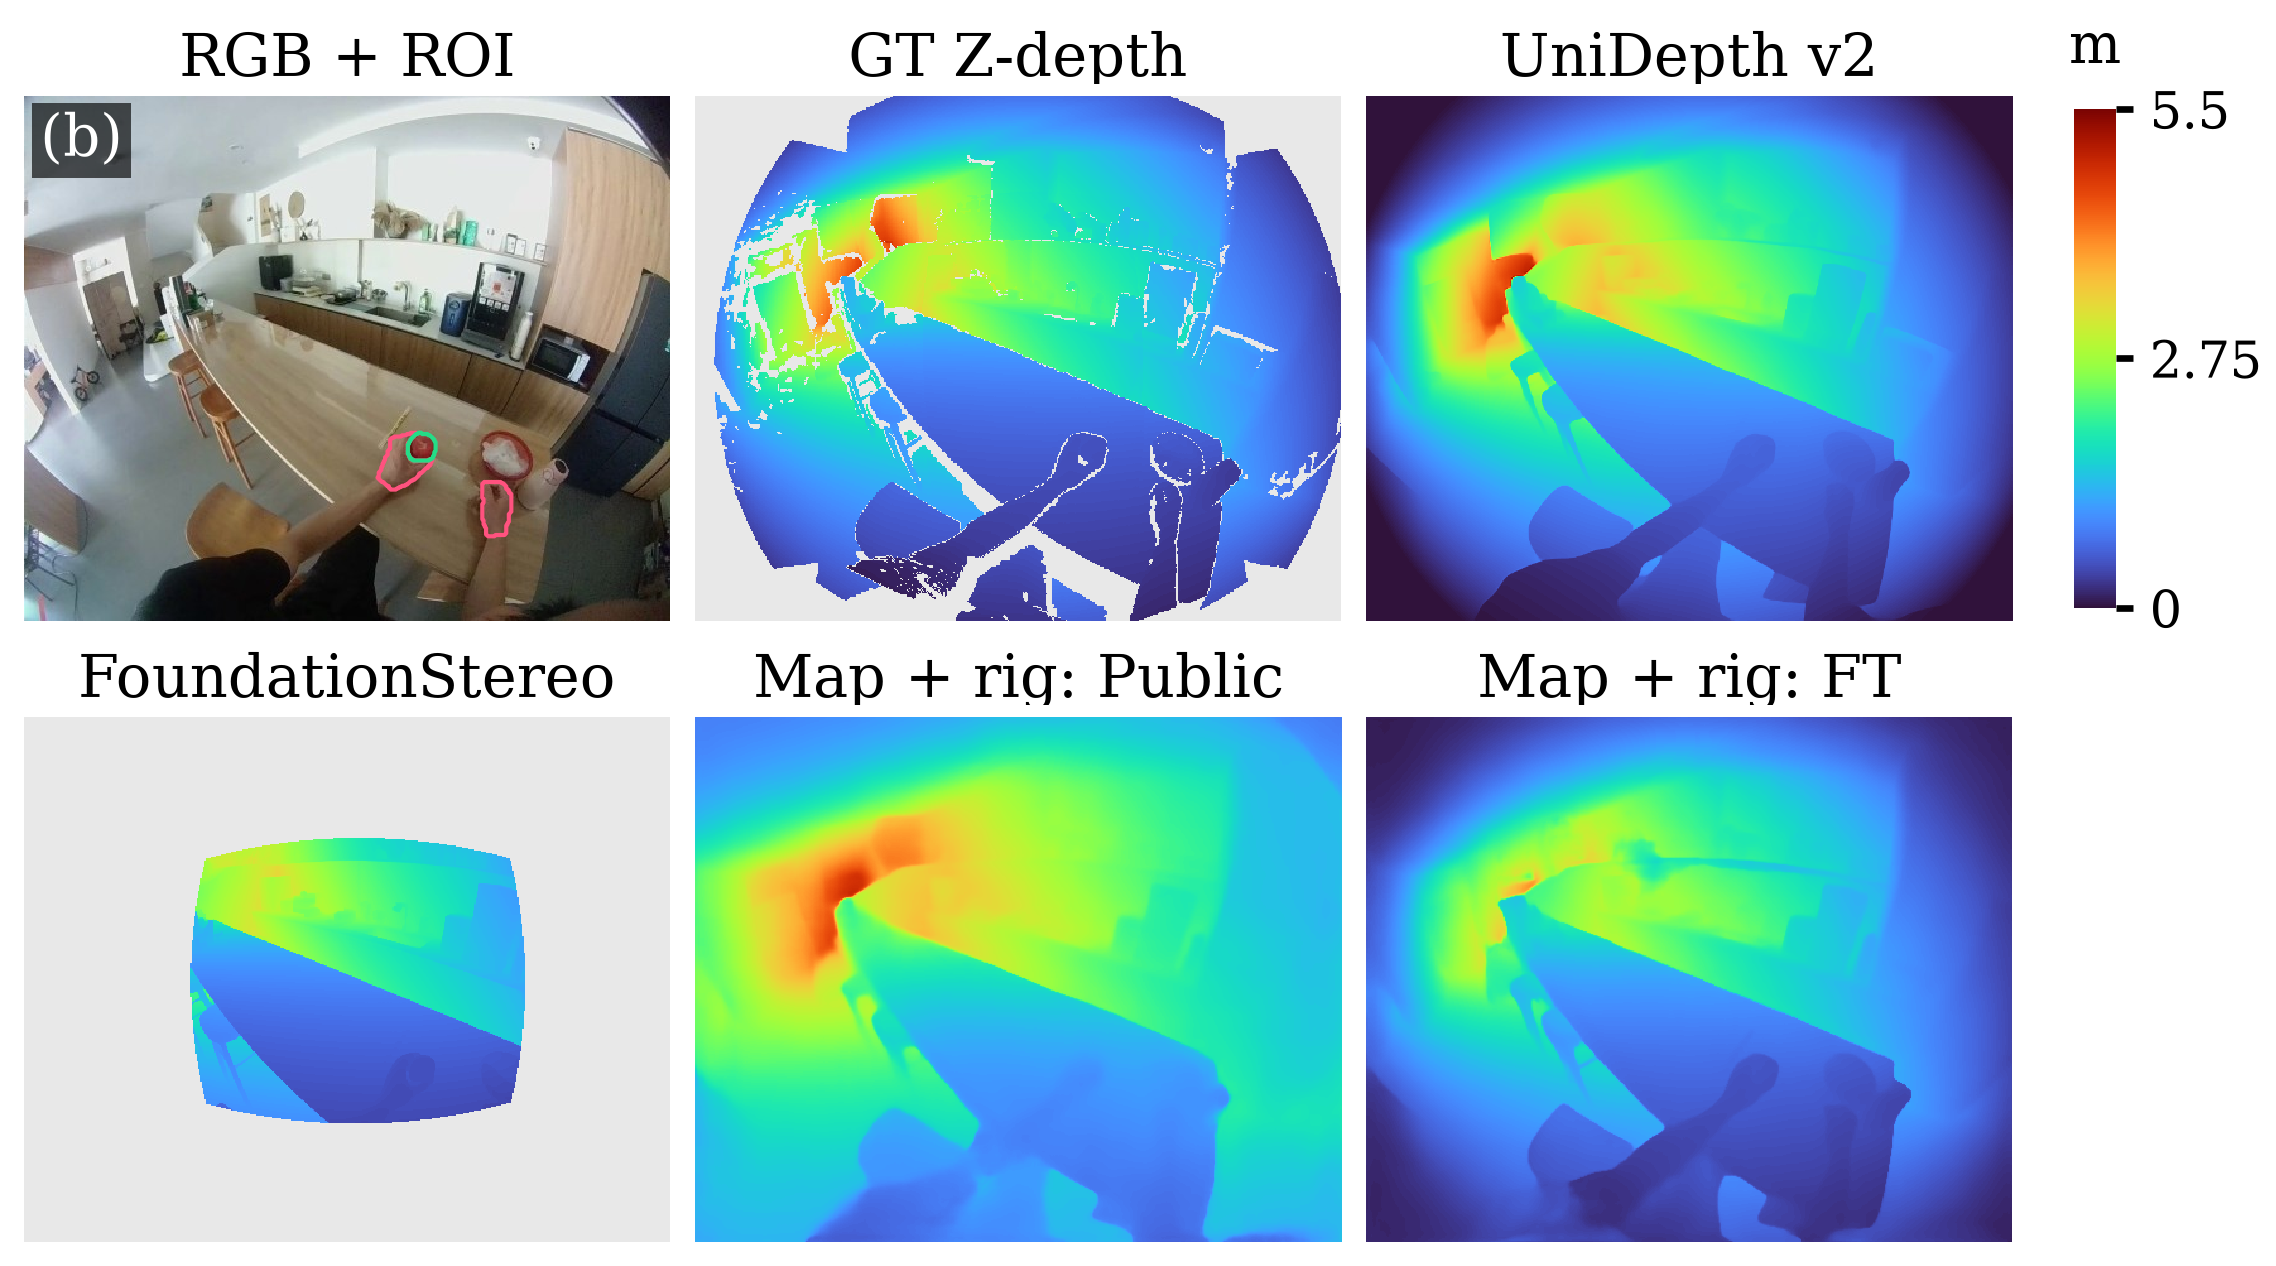 RGB + ROI
GT Z-depth
UniDepth v2
m
(b)
5.5
2.75
0
FoundationStereo
Map + rig: Public
Map + rig: FT